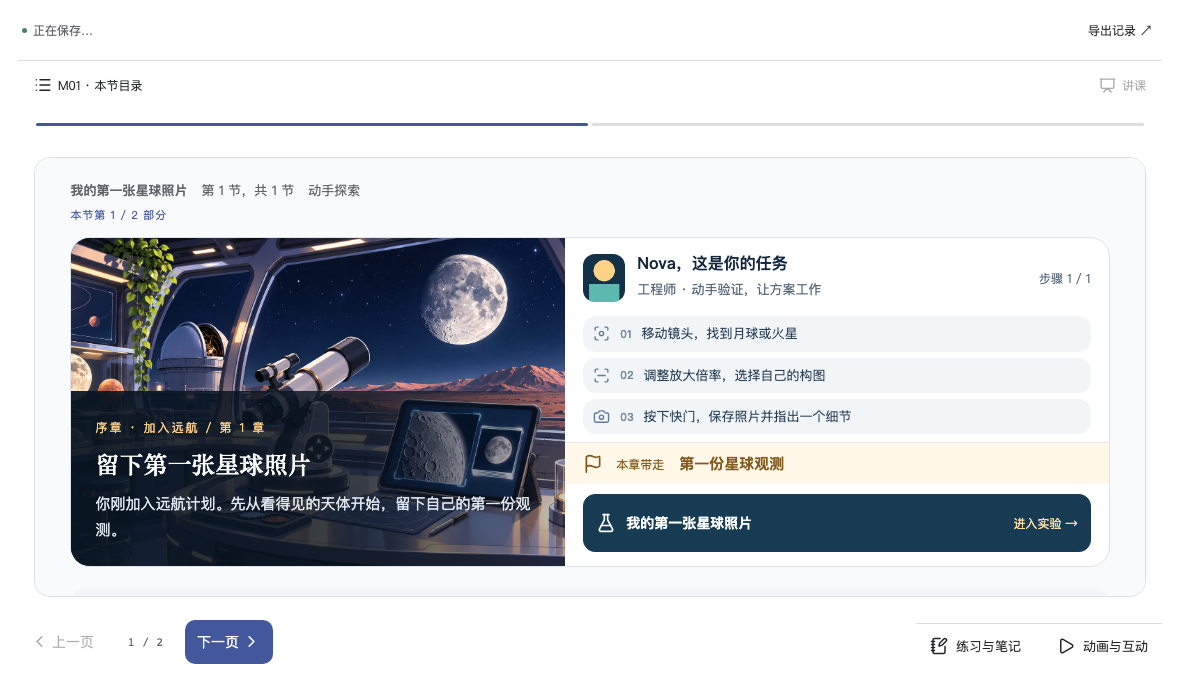 正在保存...
导出记录 ↗
M01 · 本节目录
讲课
我的第一张星球照片 第 1 节，共 1 节 动手探索
本节第 1 / 2 部分
序章 · 加入远航 / 第 1 章
留下第一张星球照片
你刚加入远航计划。先从看得见的天体开始，留下自己的第一份观
测。
Nova，这是你的任务
工程师 · 动手验证，让方案工作
步骤 1 / 1
01 移动镜头，找到月球或火星
02 调整放大倍率，选择自己的构图
03 按下快门，保存照片并指出一个细节
本章带走 第一份星球观测
我的第一张星球照片
进入实验 →
上一页
1 / 2
下一页
练习与笔记
动画与互动